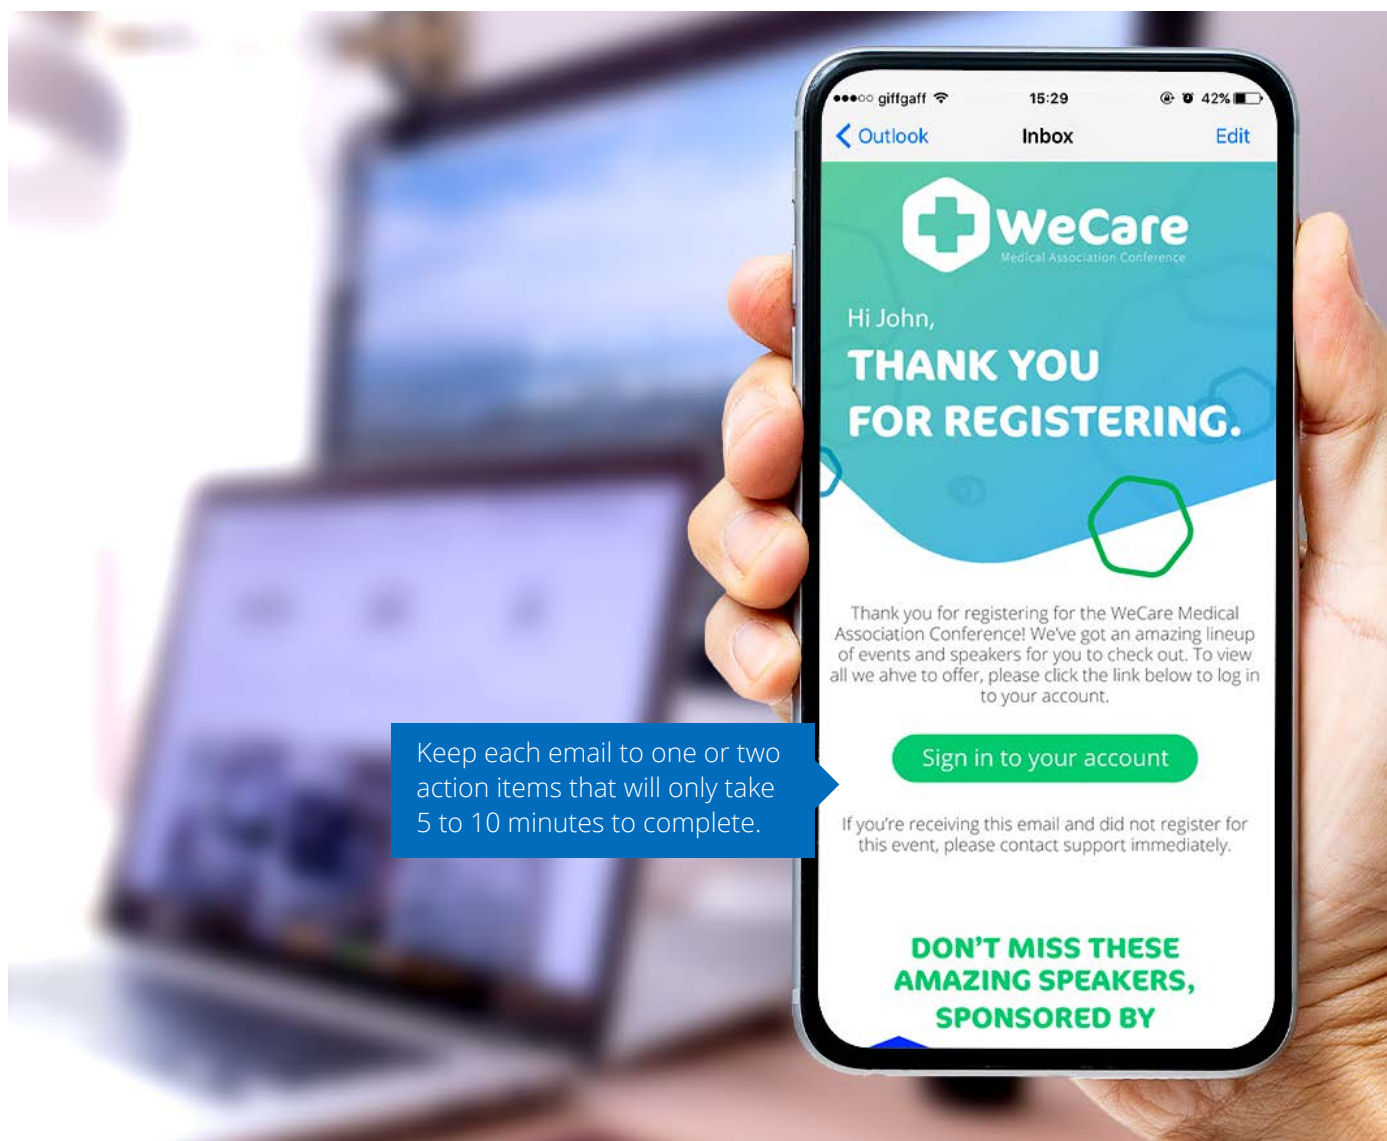 giffgaff 15:29 42%
Outlook Inbox Edit
WeCare
Medical Association Conference
Hi John,
THANK YOU
FOR REGISTERING.
Thank you for registering for the WeCare Medical
Association Conference! We've got an amazing lineup
of events and speakers for you to check out. To view
all we ahve to offer, please click the link below to log in
to your account.
Keep each email to one or two
action items that will only take
5 to 10 minutes to complete.
Sign in to your account
If you're receiving this email and did not register for
this event, please contact support immediately.
DON'T MISS THESE
AMAZING SPEAKERS,
SPONSORED BY